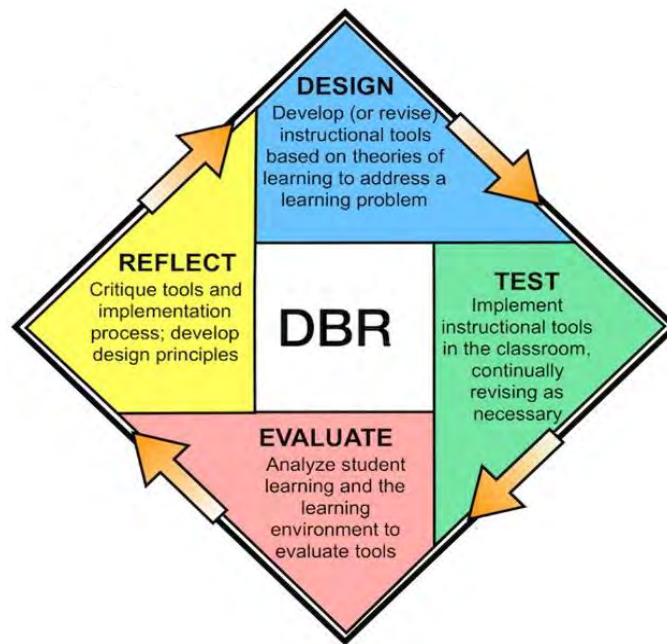 DESIGN
Develop (or revise)
instructional tools
based on theories of
learning to address a
learning problem
REFLECT
Critique tools and
implementation
process; develop
design principles
DBR
TEST
Implement
instructional tools
in the classroom,
continually
revising as
necessary
EVALUATE
Analyze student
learning and the
learning
environment to
evaluate tools